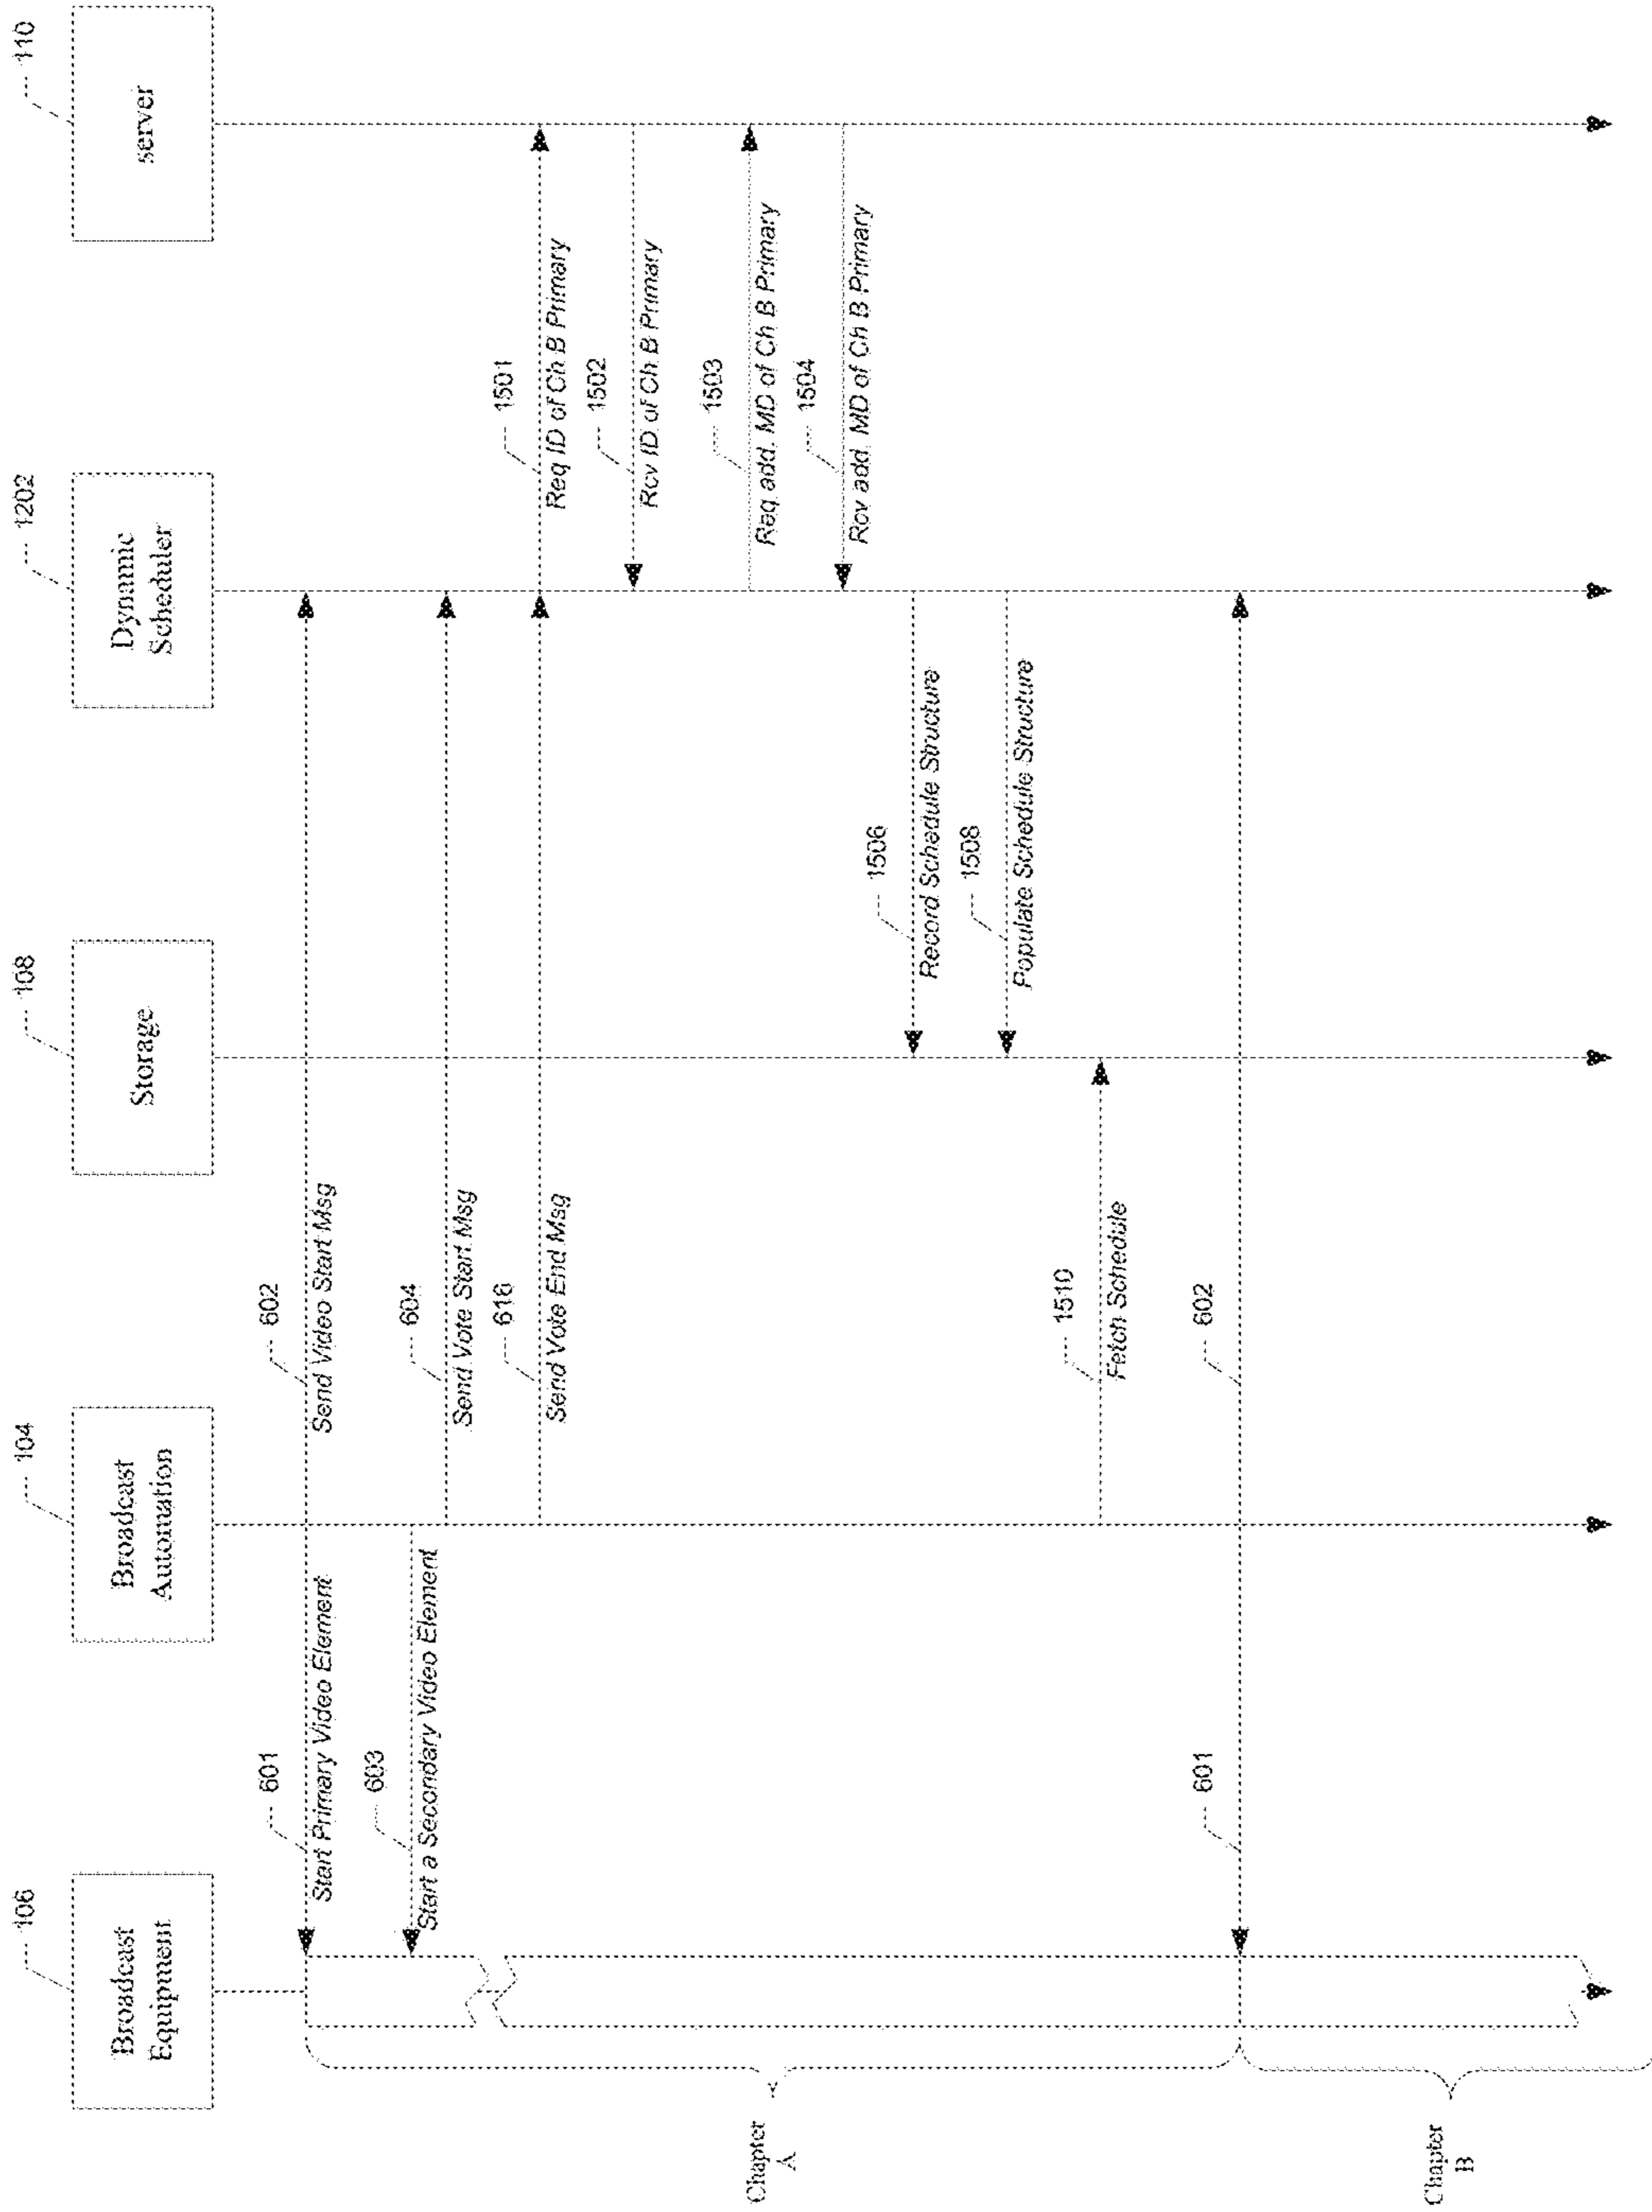 106
Broadcast
Equipment
104
Broadcast
Automation
108
Storage
1202
Dynamic
Scheduler
110
server
601
Start Primary Video Element
602
Send Video Start Msg
603
Start a Secondary Video Element
604
Send Vote Start Msg
616
Send Vote End Msg
1501
Req ID of Ch B Primary
1502
Rcv ID of Ch B Primary
1503
Req add. MD of Ch B Primary
1504
Rcv add. MD of Ch B Primary
1506
Record Schedule Structure
1508
Populate Schedule Structure
1510
Fetch Schedule
601
602
Chapter
A
Chapter
B